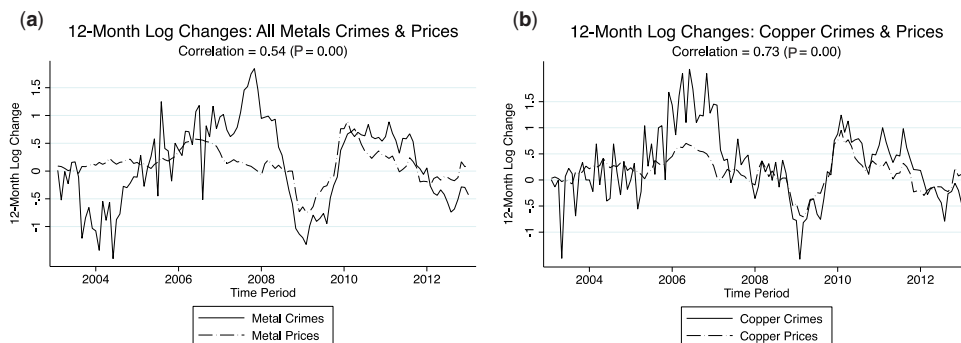 (a)
12-Month Log Changes: All Metals Crimes & Prices
Correlation = 0.54 (P = 0.00)
12-Month Log Change
1.5
1
.5
0
-.5
-1
2004 2006 2008 2010 2012
Time Period
Metal Crimes
Metal Prices
(b)
12-Month Log Changes: Copper Crimes & Prices
Correlation = 0.73 (P = 0.00)
12-Month Log Change
1.5
1
.5
0
-.5
-1
2004 2006 2008 2010 2012
Time Period
Copper Crimes
Copper Prices